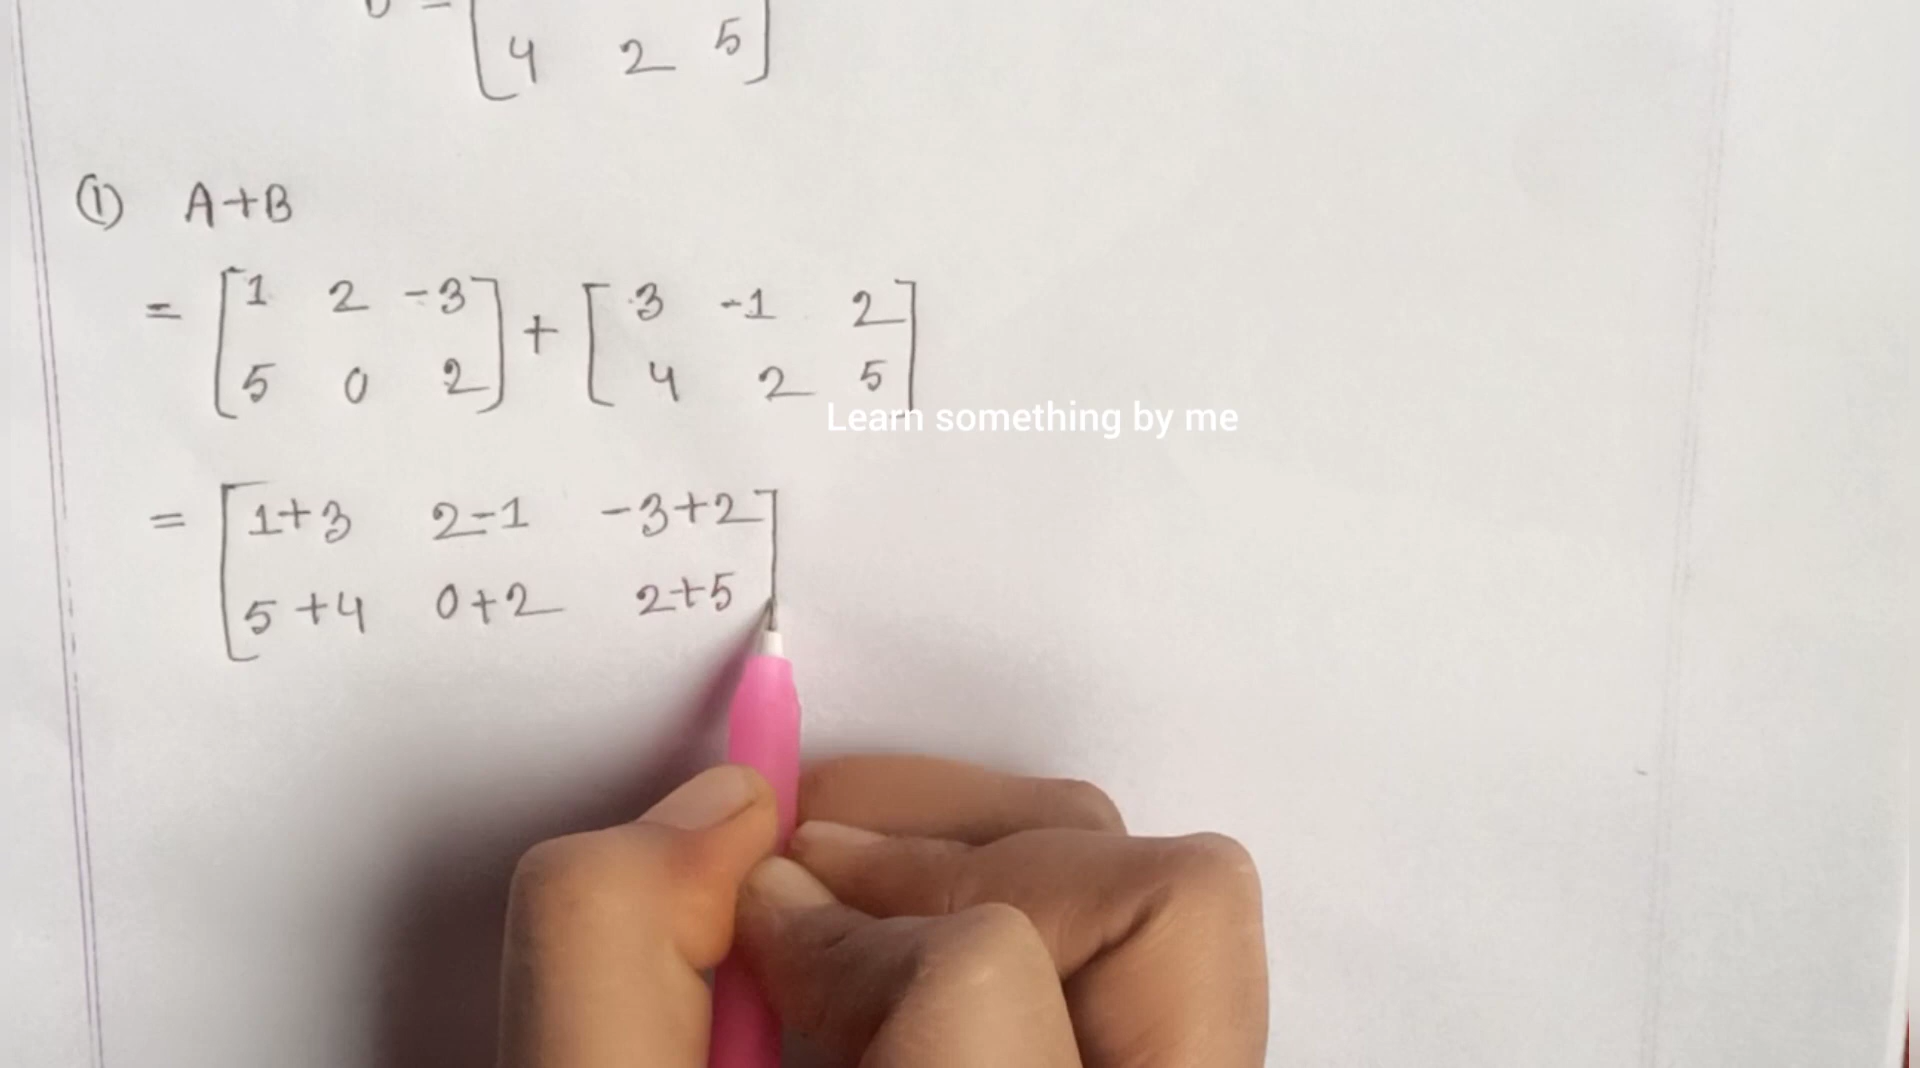 4 2 5
① A+B
= [1 2 -3] + [3 -1 2]
[5 0 2] [4 2 5]
Learn something by me
= [1+3 2-1 -3+2]
[5+4 0+2 2+5]